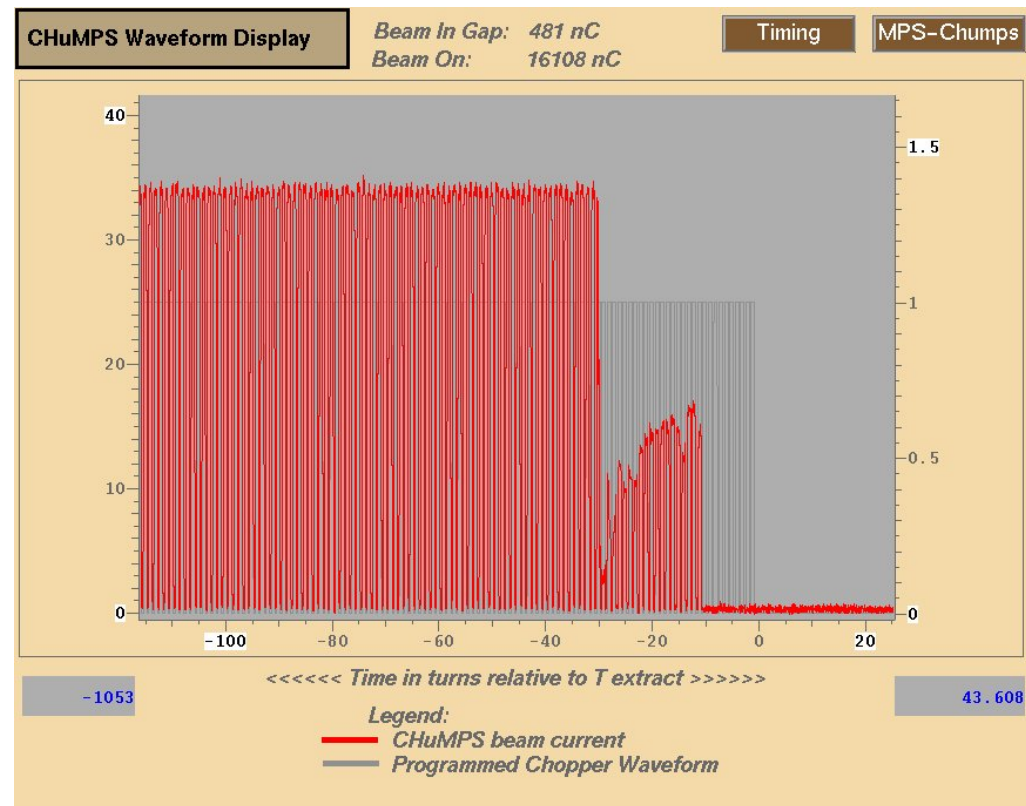 CHuMPS Waveform Display
Beam In Gap: 481 nC
Beam On: 16108 nC
Timing
MPS-Chumps
40
30
20
10
0
1.5
1
0.5
0
-100 -80 -60 -40 -20 0 20
<<<<<< Time in turns relative to T extract >>>>>>
-1053
43.608
Legend:
CHuMPS beam current
Programmed Chopper Waveform